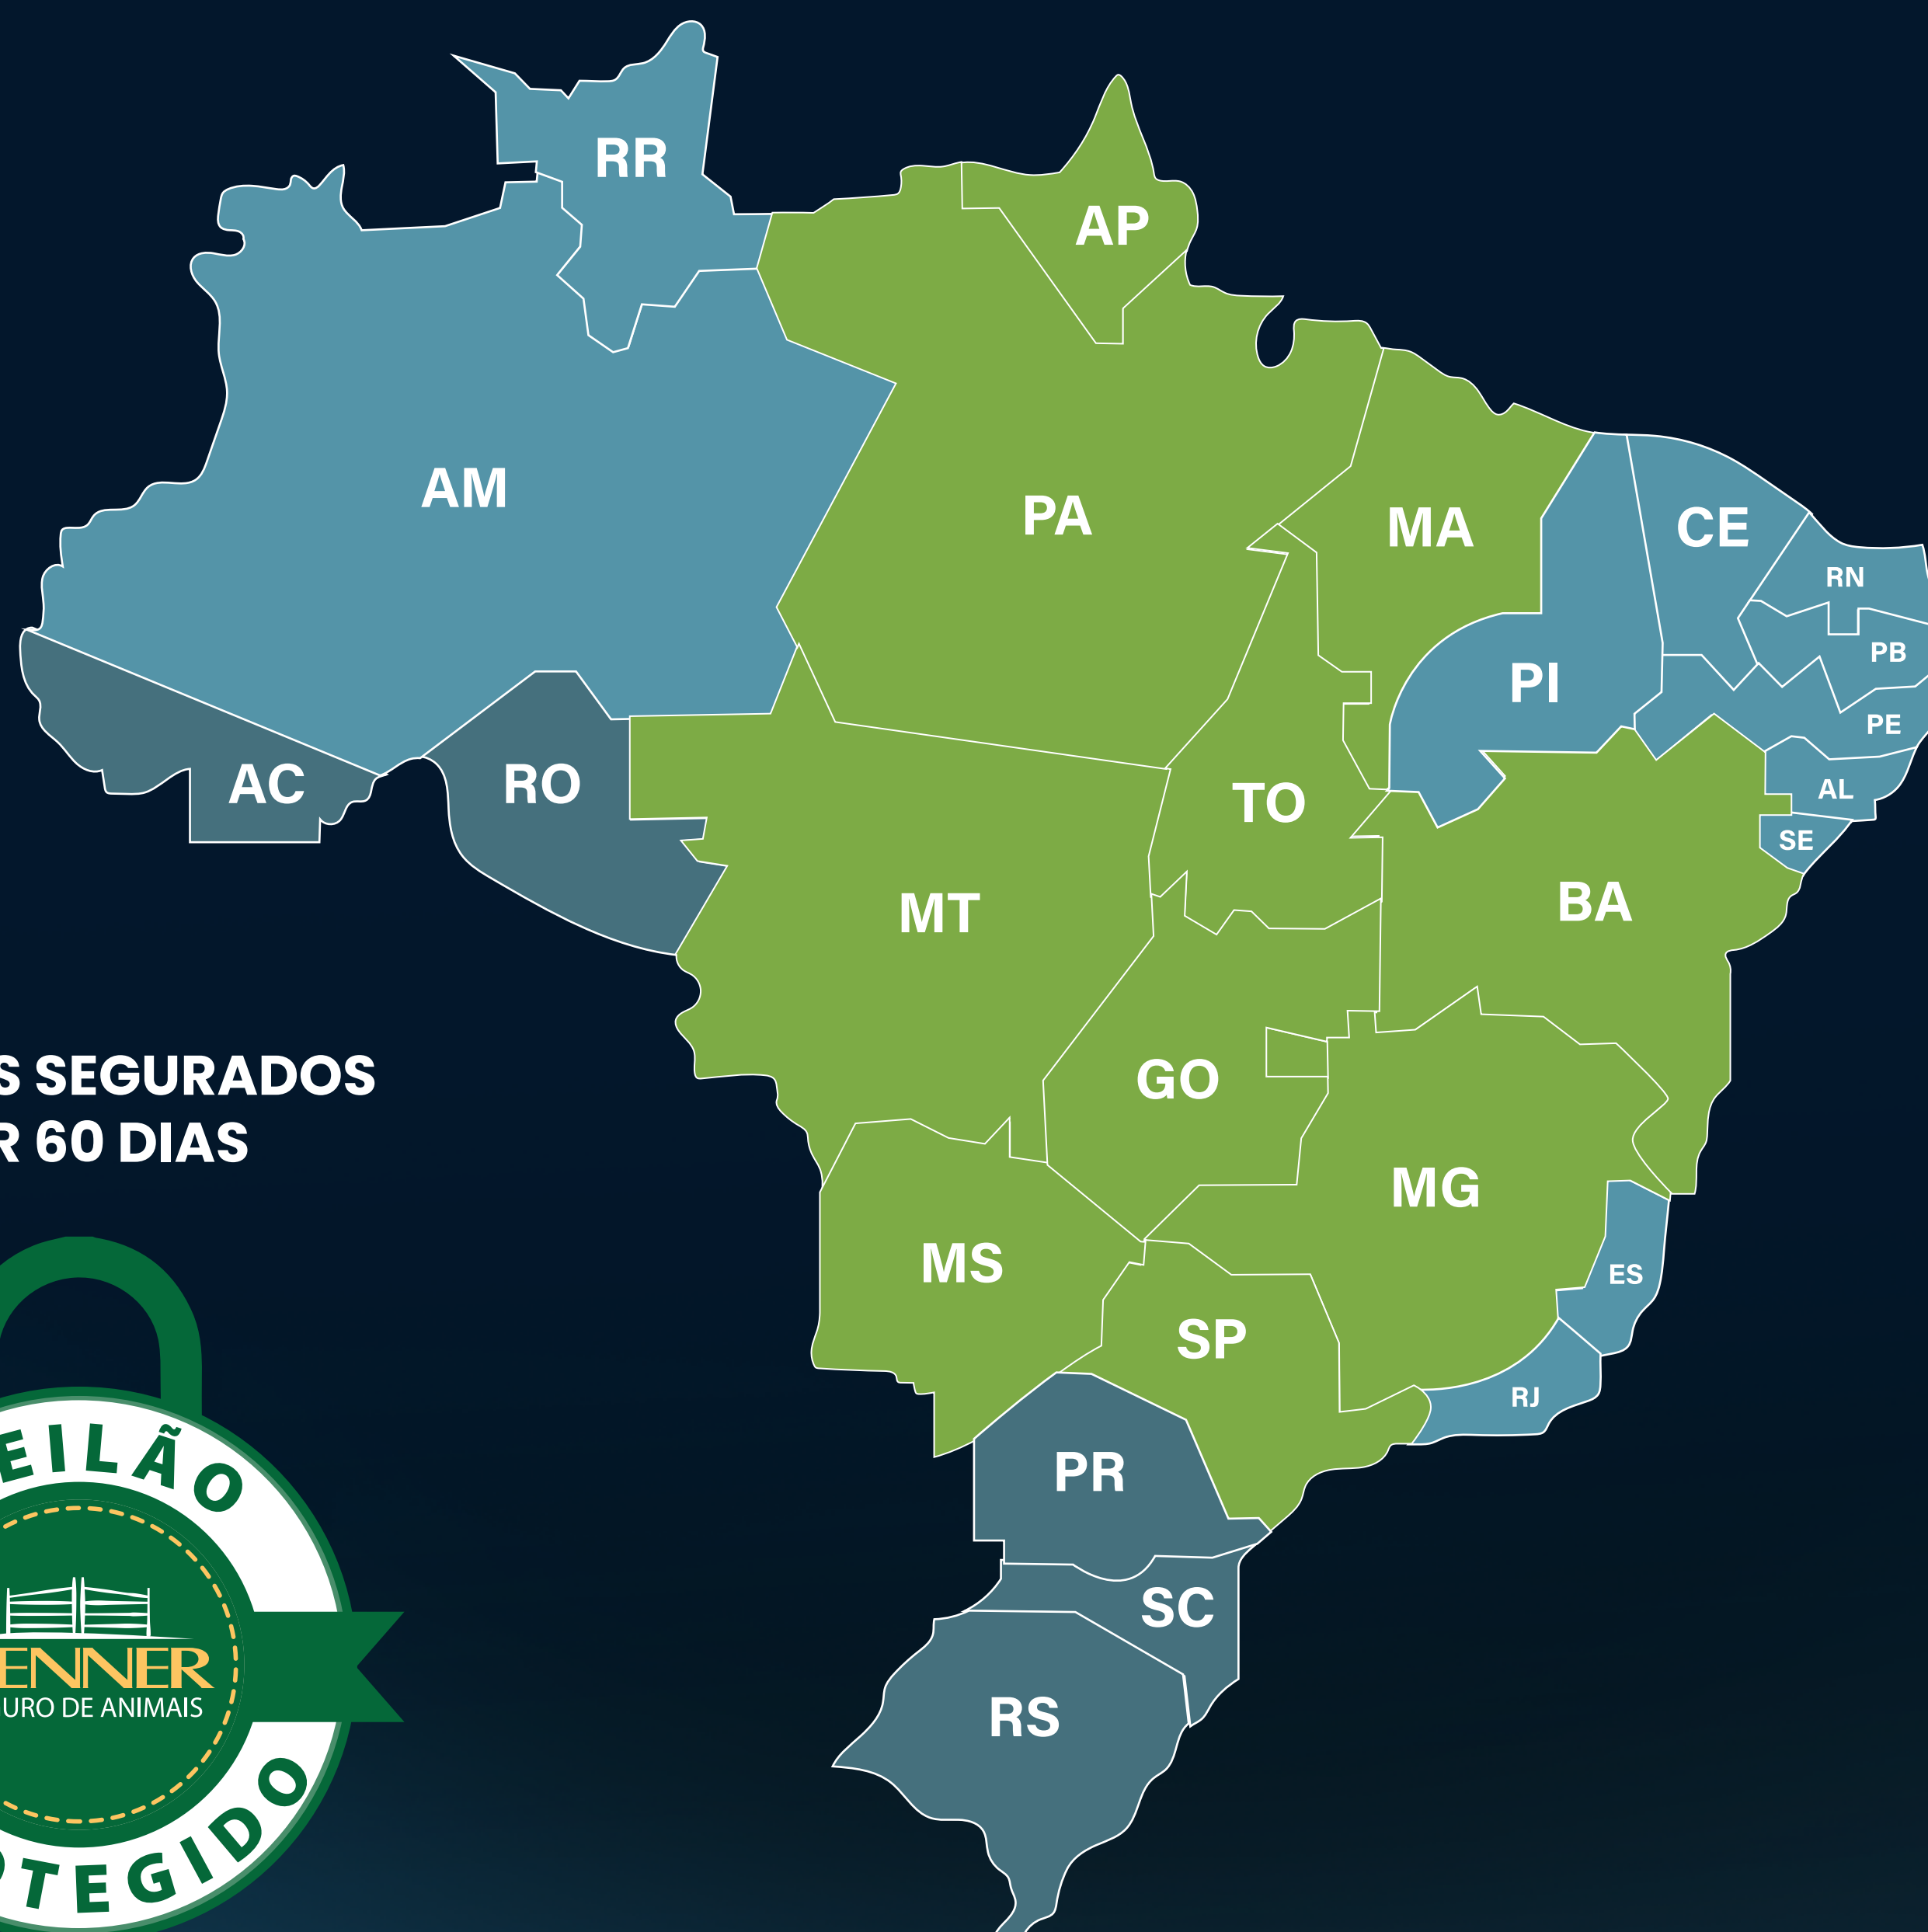 RR
AP
AM
PA
MA
CE
RN
PB
PI
PE
AC
RO
TO
AL
SE
MT
BA
S SEGURADOS
R 60 DIAS
GO
MG
MS
ES
SP
RJ
PR
SC
RS
EILÃO
ENNER
URO DE ANIMAIS
TEGIDO